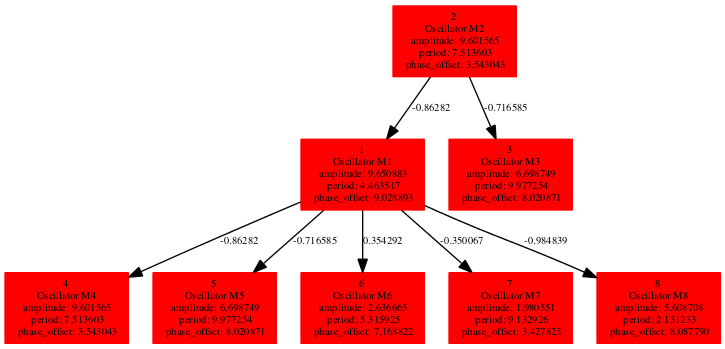 2
Oscillator M2
amplitude: 9.601565
period: 7.513603
phase_offset: 3.543043
-0.86282
-0.716585
1
Oscillator M1
amplitude: 9.650883
period: 4.463517
phase_offset: 9.028893
3
Oscillator M3
amplitude: 6.698749
period: 9.977254
phase_offset: 8.020871
-0.86282
-0.716585
0.354292
-0.350067
-0.984839
4
Oscillator M4
amplitude: 9.601565
period: 7.513603
phase_offset: 3.543043
5
Oscillator M5
amplitude: 6.698749
period: 9.977254
phase_offset: 8.020871
6
Oscillator M6
amplitude: 2.636665
period: 5.315925
phase_offset: 7.168822
7
Oscillator M7
amplitude: 1.980551
period: 9.132926
phase_offset: 3.427825
8
Oscillator M8
amplitude: 5.608708
period: 2.131233
phase_offset: 8.087790